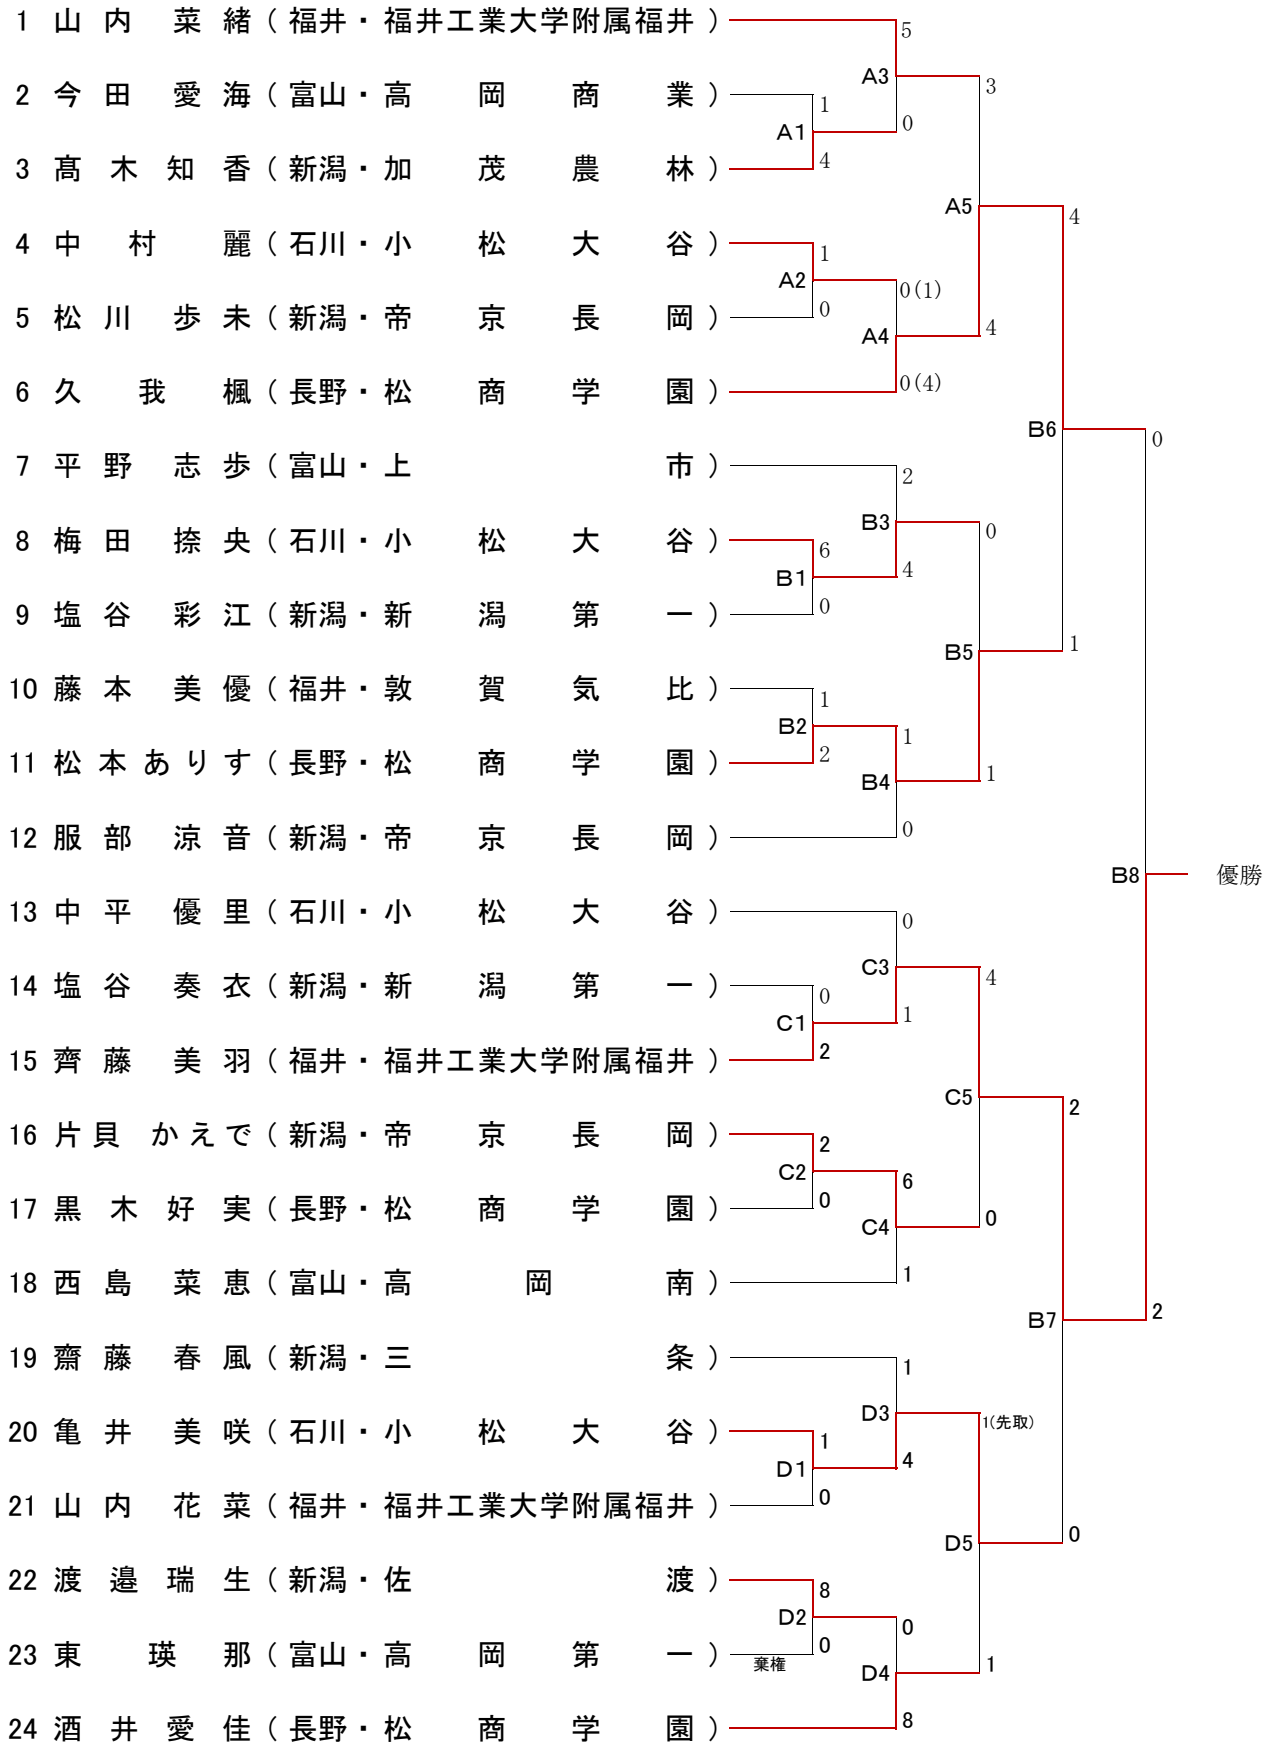 1 山内 菜緒 (福井・福井工業大学附属福井)
5
A3
3
2 今田 愛海 (富山・高岡商業)
1
A1
0
3 髙木知香 (新潟・加茂農林)
4
A5
4
4 中村 麗 (石川・小松大谷)
1
A2
0(1)
5 松川 歩未 (新潟・帝京長岡)
0
A4
4
6 久我 楓 (長野・松商学園)
0(4)
B6
0
7 平野 志歩 (富山・上市)
2
B3
0
8 梅田 捺央 (石川・小松大谷)
6
B1
4
9 塩谷 彩江 (新潟・新潟第一)
0
B5
1
10 藤本 美優 (福井・敦賀気比)
1
B2
1
11 松本ありす (長野・松商学園)
2
B4
1
12 服部 涼音 (新潟・帝京長岡)
0
B8
優勝
13 中平 優里 (石川・小松大谷)
0
C3
4
14 塩谷 奏衣 (新潟・新潟第一)
0
C1
1
15 齊藤 美羽 (福井・福井工業大学附属福井)
2
C5
2
16 片貝 かえで (新潟・帝京長岡)
2
C2
6
17 黒木好実 (長野・松商学園)
0
C4
0
18 西島 菜恵 (富山・高岡南)
1
B7
2
19 齋藤 春風 (新潟・三条)
1
D3
1(先取)
20 亀井 美咲 (石川・小松大谷)
1
D1
4
21 山内 花菜 (福井・福井工業大学附属福井)
0
D5
0
22 渡邉瑞生 (新潟・佐渡)
8
D2
0
23 東 瑛那 (富山・高岡第一)
棄権
0
D4
1
24 酒井愛佳 (長野・松商学園)
8